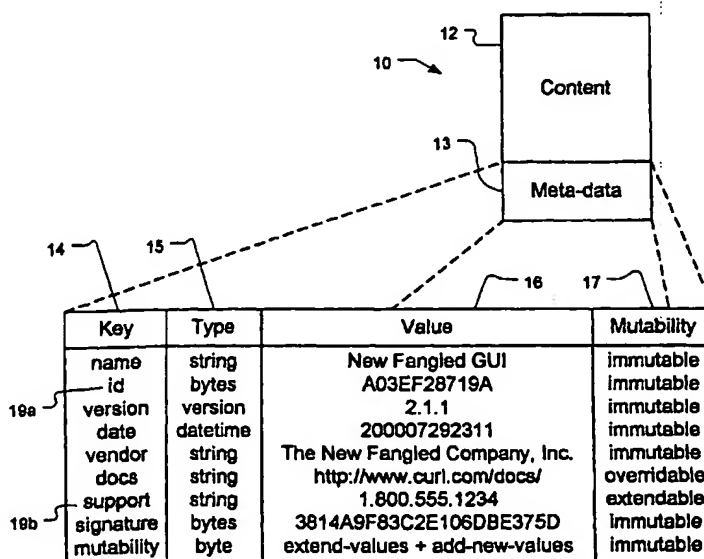 12
10
Content
13
Meta-data
14
15
16
17
Key Type Value Mutability
name string New Fangled GUI immutable
19a
id bytes A03EF28719A immutable
version version 2.1.1 immutable
date datetime 200007292311 immutable
vendor string The New Fangled Company, Inc. immutable
docs string http://www.curl.com/docs/ overridable
support string 1.800.555.1234 extendable
19b
signature bytes 3814A9F83C2E106DBE375D immutable
mutability byte extend-values + add-new-values immutable